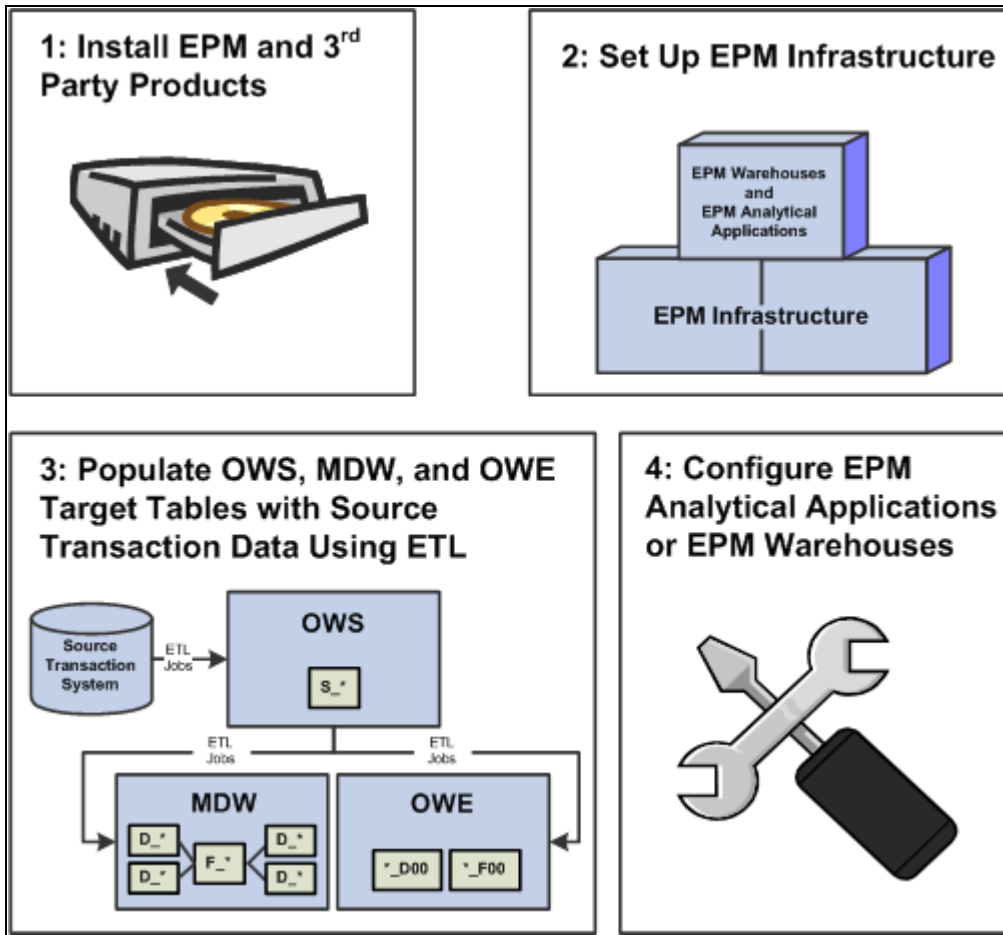 1: Install EPM and 3rd
Party Products
2: Set Up EPM Infrastructure
EPM Warehouses
and
EPM Analytical
Applications
EPM Infrastructure
3: Populate OWS, MDW, and OWE
Target Tables with Source
Transaction Data Using ETL
Source
Transaction
System
ETL
Jobs
OWS
S_*
ETL
Jobs
ETL
Jobs
MDW
D_*
D_*
F_*
D_*
D_*
OWE
*_D00
*_F00
4: Configure EPM
Analytical Applications
or EPM Warehouses